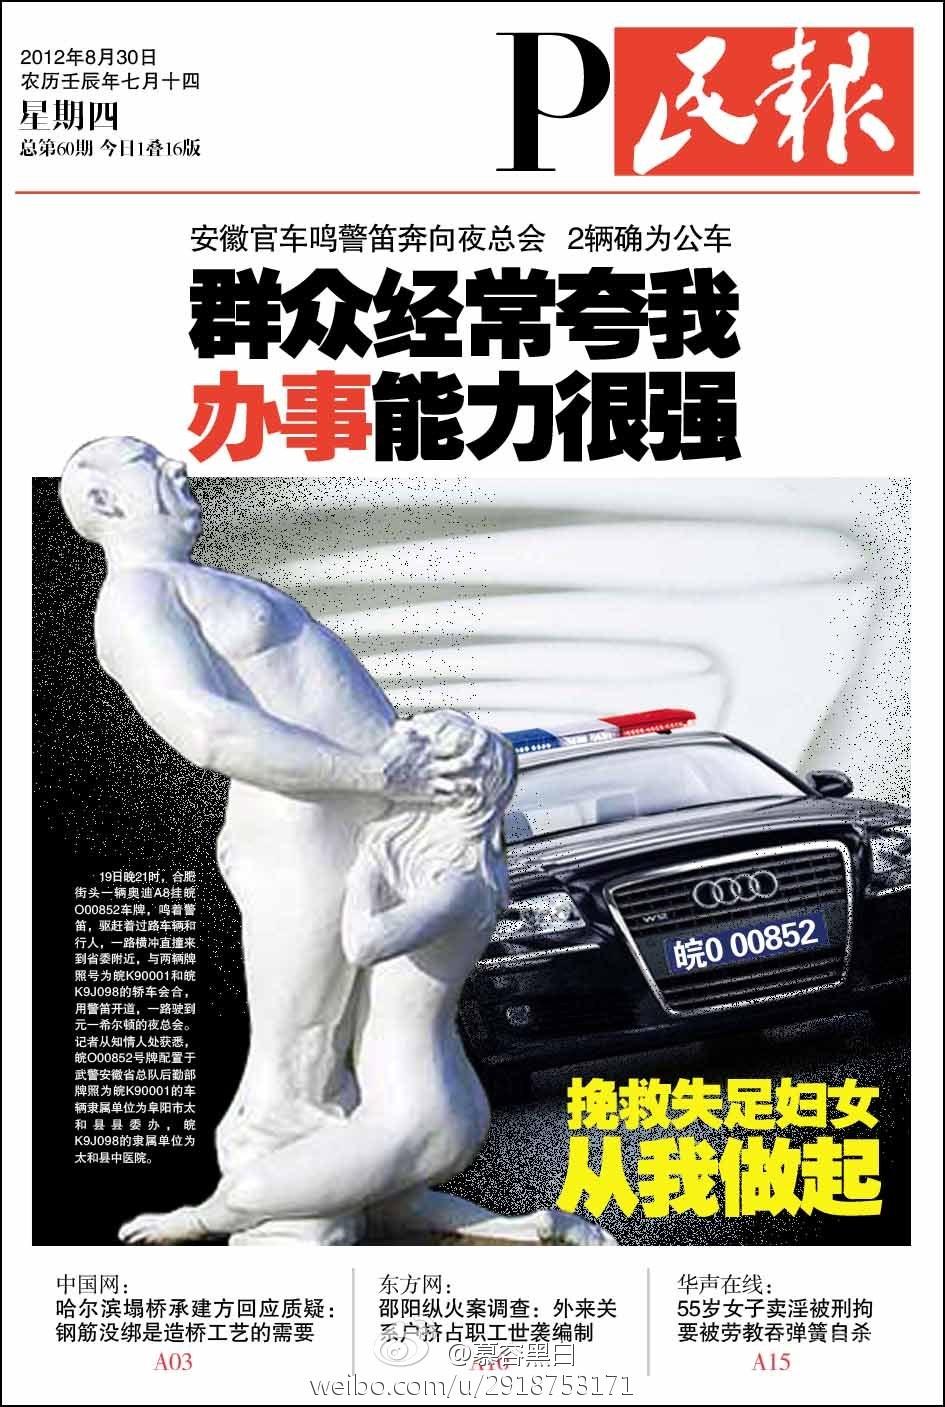 2012年8月30日
农历壬辰年七月十四
星期四
总第60期 今日1叠16版
P民報
安徽官车鸣警笛奔向夜总会 2辆确为公车
群众经常夸我
办事能力很强
19日晚21时，合肥
街头一辆奥迪A8挂皖
O00852车牌，鸣着警
笛，驱赶着过路车辆和
行人，一路横冲直撞来
到省委附近，与两辆牌
照号为皖K90001和皖
K9J098的轿车会合，
用警笛开道，一路驶到
元一希尔顿的夜总会。
记者从知情人处获悉，
皖O00852号牌配置于
武警安徽省总队后勤部
牌照为皖K90001的车
辆隶属单位为阜阳市太
和县县委办，皖
K9J098的隶属单位为
太和县中医院。
W12
皖0 00852
挽救失足妇女
从我做起
中国网：
哈尔滨塌桥承建方回应质疑：
钢筋没绑是造桥工艺的需要
A03
东方网：
邵阳纵火案调查：外来关
系户挤占职工世袭编制
A10
华声在线：
55岁女子卖淫被刑拘
要被劳教吞弹簧自杀
A15
@慕容黑白
weibo.com/u/2918753171